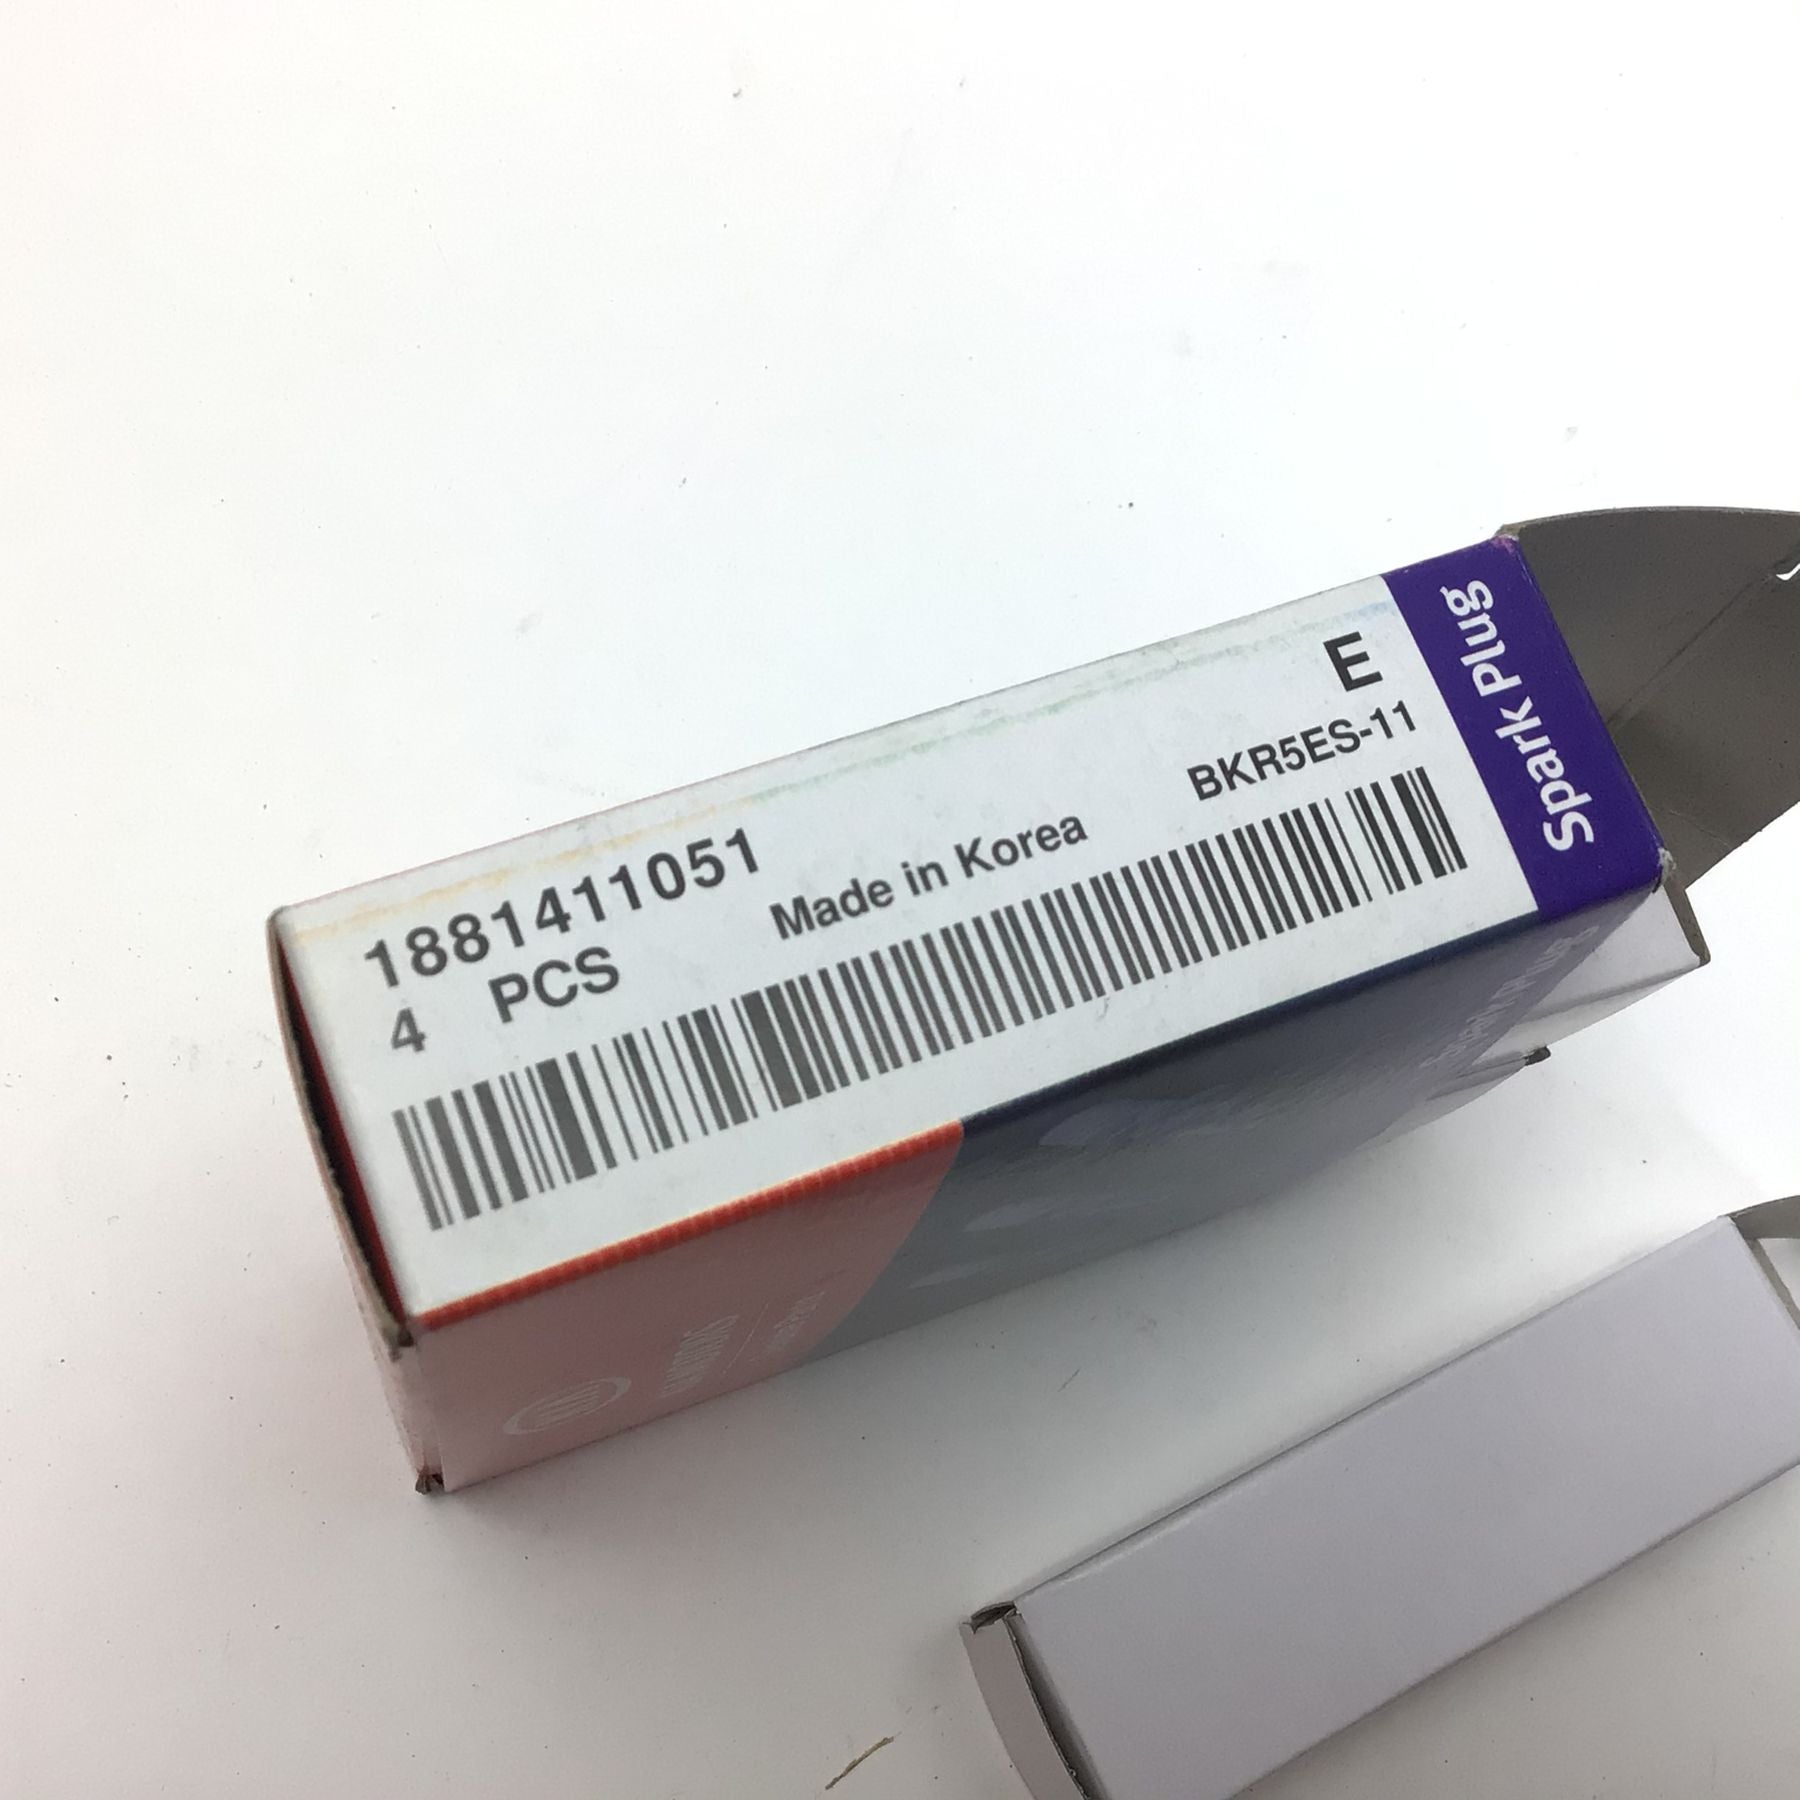 1881411051
E
4 PCS
Made in Korea
BKR5ES-11
Spark Plug